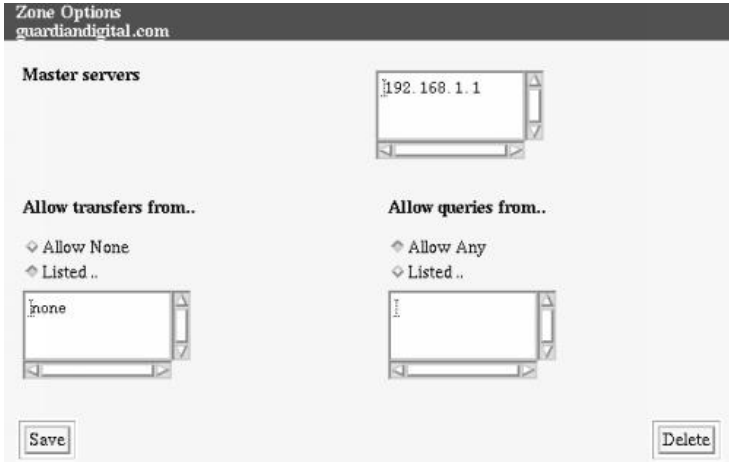 Zone Options
guardiandigital.com
Master servers
192.168.1.1
Allow transfers from..
Allow queries from..
Allow None
Allow Any
Listed ..
Listed ..
none
Save
Delete